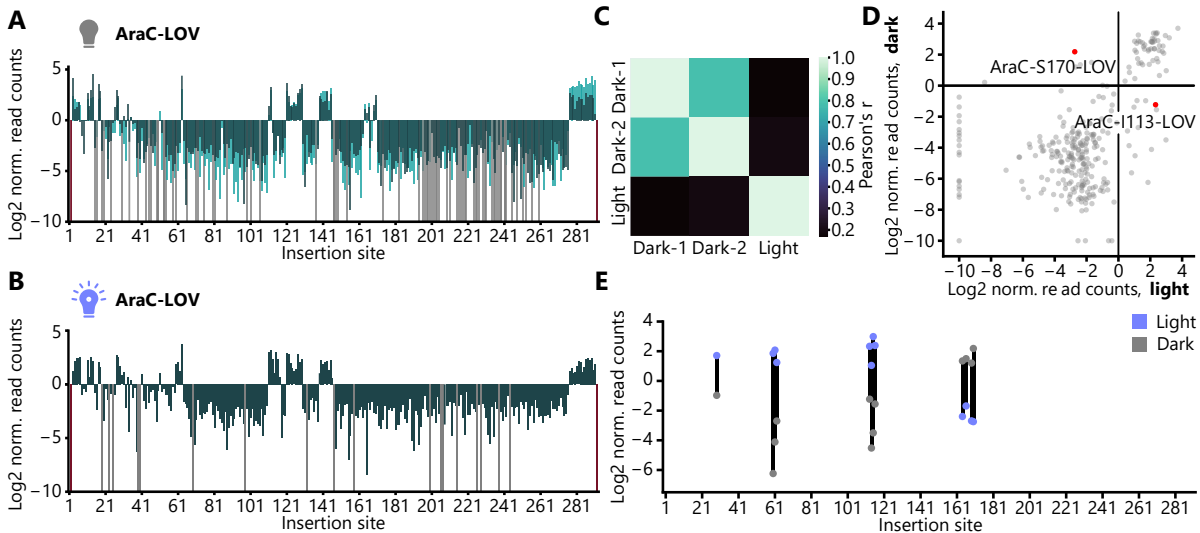 A
AraC-LOV
Log2 norm. read counts
5
0
−5
−10
1 21 41 61 81 101 121 141 161 181 201 221 241 261 281
Insertion site
B
AraC-LOV
Log2 norm. read counts
5
0
−5
−10
1 21 41 61 81 101 121 141 161 181 201 221 241 261 281
Insertion site
C
Dark-1
Dark-2
Light
Dark-1 Dark-2 Light
1.0
0.9
0.8
0.7
0.6
0.5
0.4
0.3
0.2
Pearson's r
D
Log2 norm. read counts, dark
4
2
0
−2
−4
−6
−8
−10
AraC-S170-LOV
AraC-I113-LOV
−10 −8 −6 −4 −2 0 2 4
Log2 norm. re ad counts, light
E
Light
Dark
Log2 norm. read counts
4
2
0
−2
−4
−6
1 21 41 61 81 101 121 141 161 181 201 221 241 261 281
Insertion site